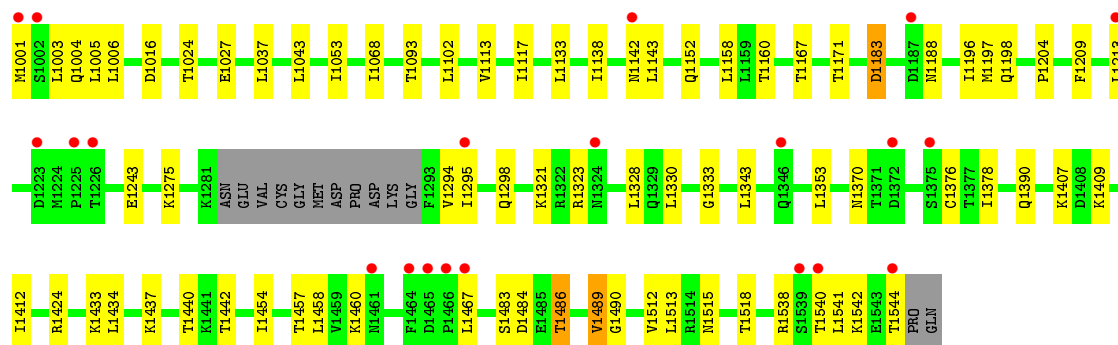 M1001 S1002 L1003 Q1004 L1005 L1006 D1016 T1024 E1027 L1037 L1043 I1053 I1068 T1093 L1102 V1113 I1117 L1133 I1138 N1142 L1143 Q1152 L1158 L1159 T1160 T1167 T1171 D1183 D1187 N1188 I1196 M1197 Q1198 P1204 F1209 L1213
D1223 M1224 P1225 T1226 E1243 K1275 K1281 ASN GLU VAL CYS GLY MET ASP PRO ASP LYS GLY F1293 V1294 I1295 Q1298 K1321 R1322 R1323 N1324 L1328 Q1329 L1330 G1333 L1343 Q1346 L1353 N1370 T1371 D1372 S1375 C1376 T1377 I1378 Q1390 K1407 D1408 K1409
I1412 R1424 K1433 L1434 K1437 T1440 K1441 T1442 I1454 T1457 L1458 V1459 K1460 N1461 F1464 D1465 P1466 L1467 S1483 D1484 E1485 T1486 V1489 G1490 V1512 L1513 R1514 N1515 T1518 R1538 S1539 T1540 L1541 K1542 E1543 T1544 PRO GLN